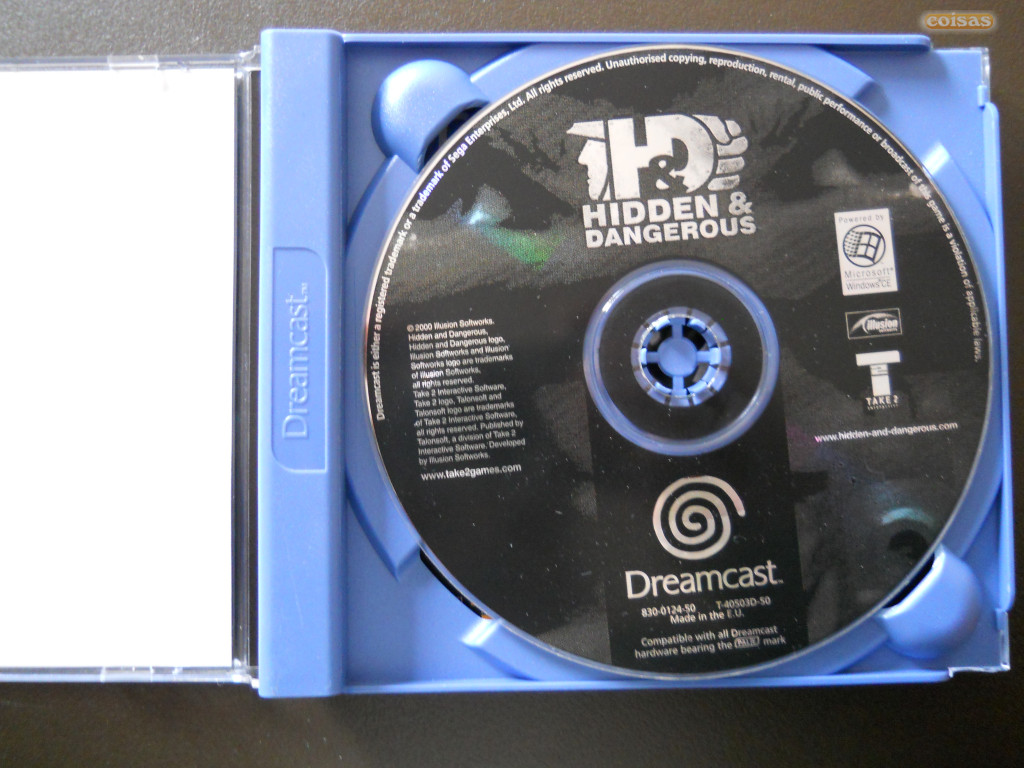 coisas
Dreamcast is either a registered trademark or a trademark of Sega Enterprises, Ltd. All rights reserved. Unauthorised copying, reproduction, rental, public performance or broadcast of this game is a violation of applicable laws.
H&D
HIDDEN &
DANGEROUS
Powered by
Microsoft®
Windows CE
© 2000 Illusion Softworks.
Hidden and Dangerous,
Hidden and Dangerous logo,
Illusion Softworks and Illusion
Softworks logo are trademarks
of Illusion Softworks,
all rights reserved.
Take 2 Interactive Software,
Take 2 logo, Talonsoft and
Talonsoft logo are trademarks
of Take 2 Interactive Software,
all rights reserved. Published by
Talonsoft, a division of Take 2
Interactive Software. Developed
by Illusion Softworks.
www.take2games.com
illusion
T
TAKE 2
www.hidden-and-dangerous.com
Dreamcast™
Dreamcast™
830-0124-50 T-40503D-50
Made in the E.U.
Compatible with all Dreamcast
hardware bearing the PAL mark